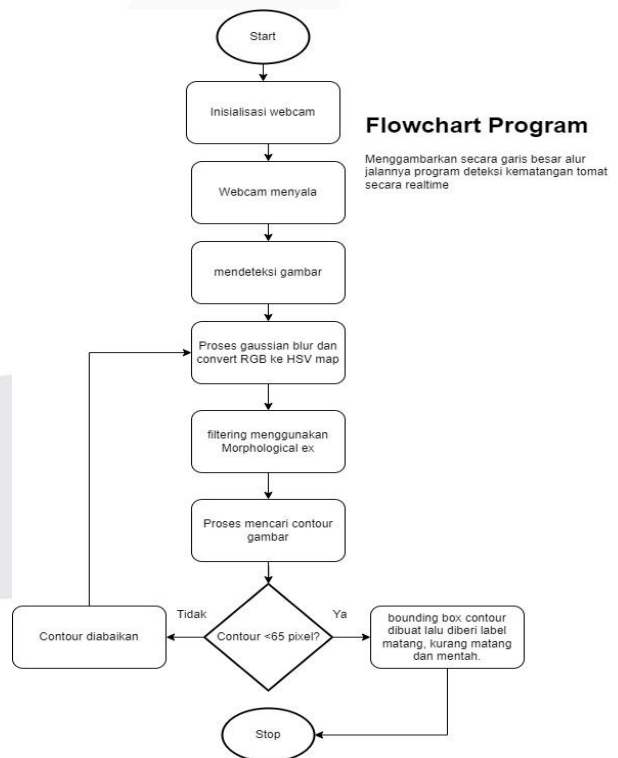 Start
Inisialisasi webcam
Flowchart Program
Menggambarkan secara garis besar alur
jalannya program deteksi kematangan tomat
secara realtime
Webcam menyala
mendeteksi gambar
Proses gaussian blur dan
convert RGB ke HSV map
filtering menggunakan
Morphological ex
Proses mencari contour
gambar
Contour <65 pixel?
Tidak
Contour diabaikan
Ya
bounding box contour
dibuat lalu diberi label
matang, kurang matang
dan mentah.
Stop